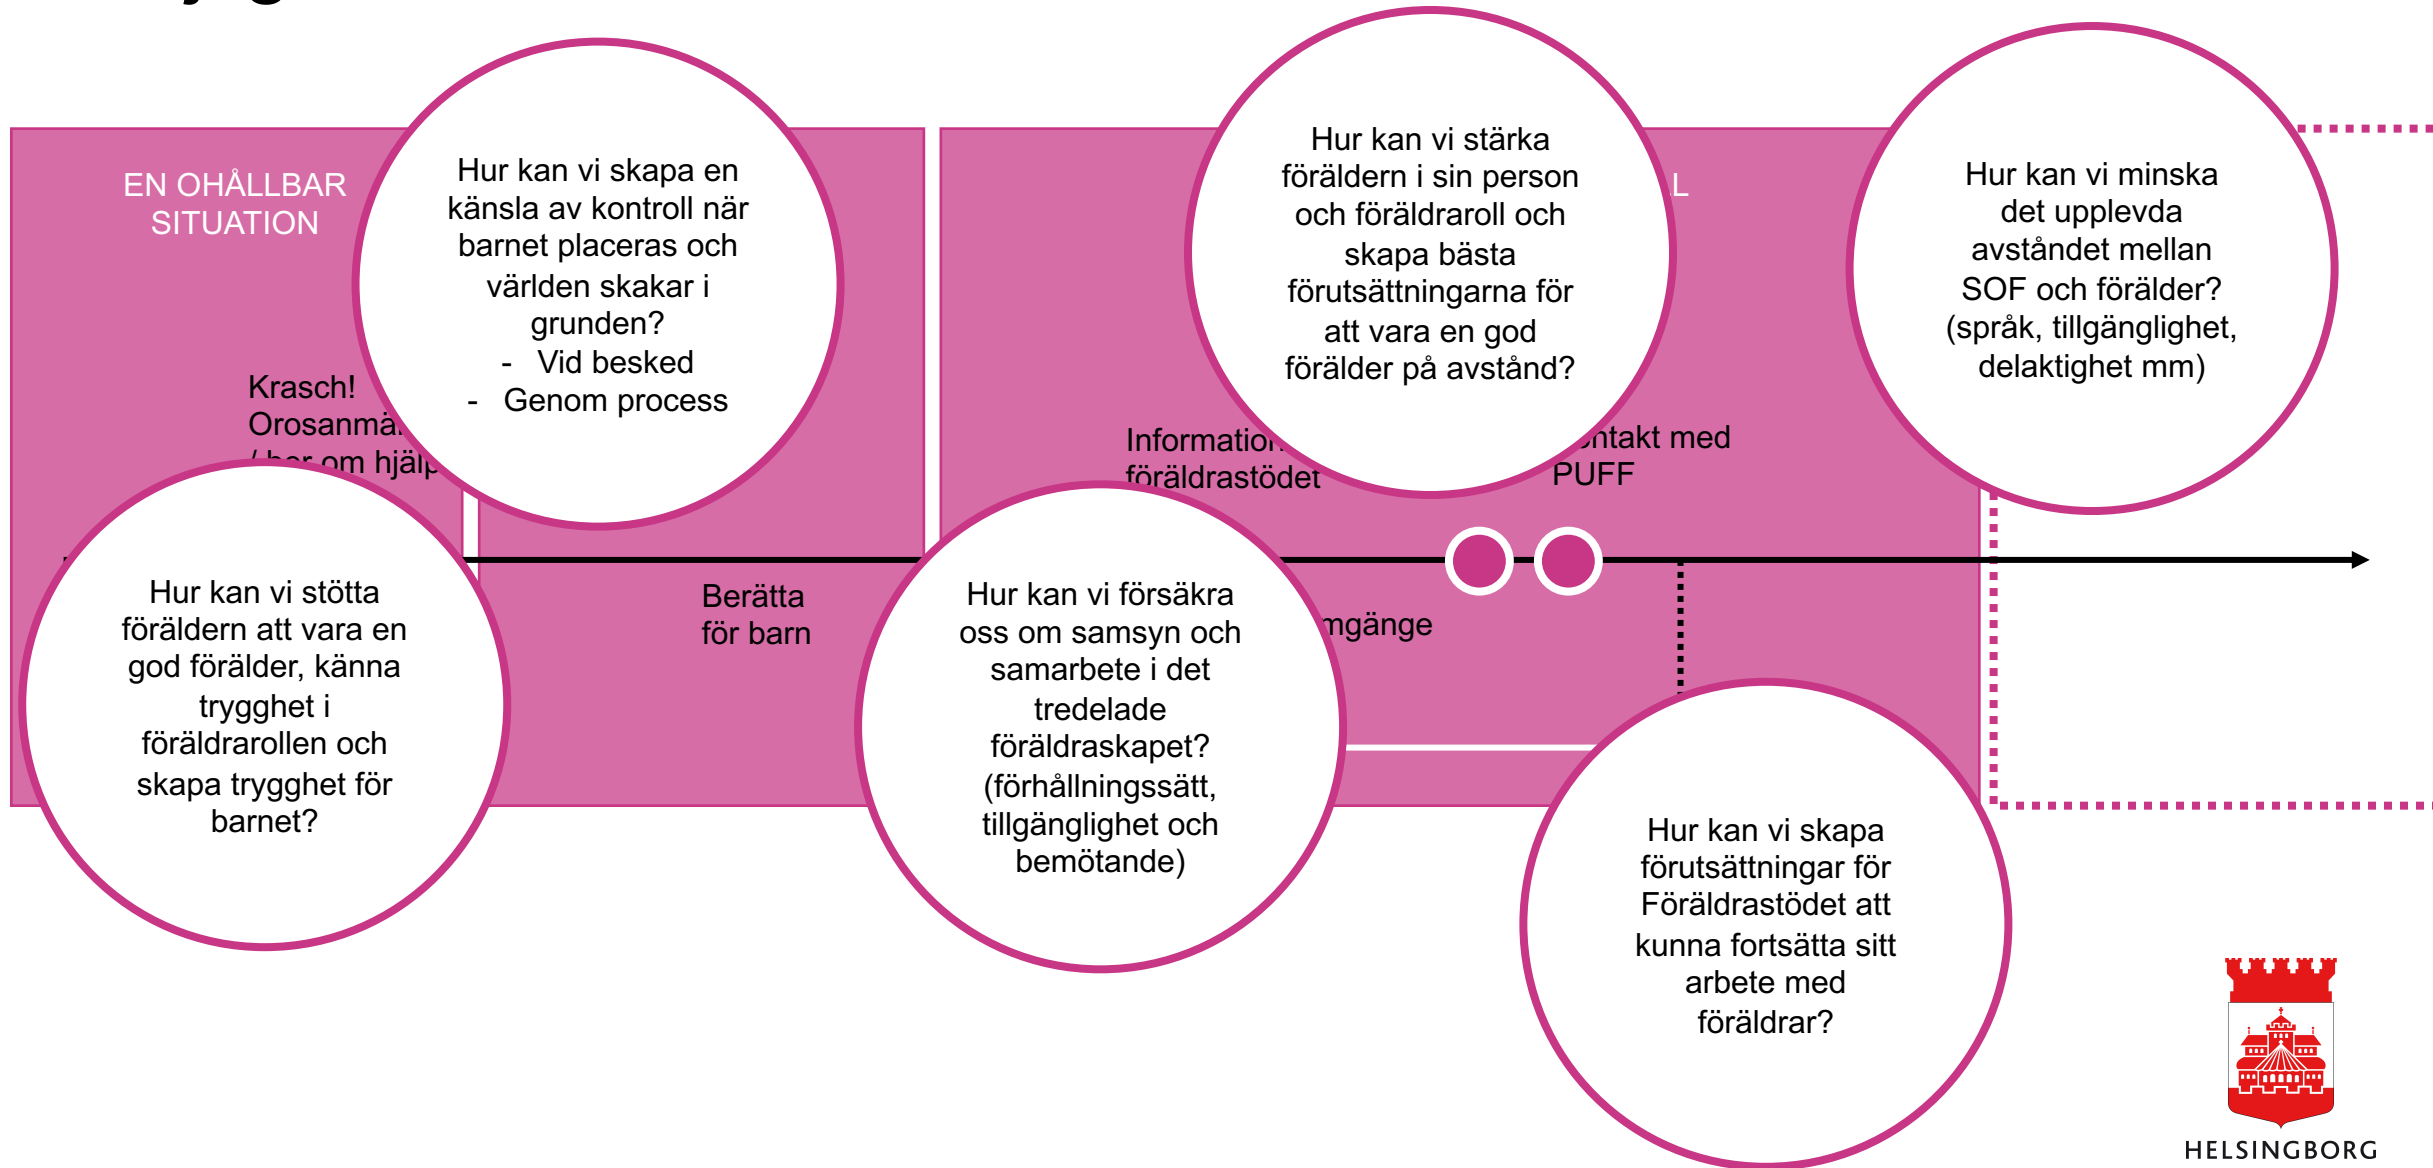 EN OHÅLLBAR
SITUATION
Krasch!
om hjälp
Hur kan vi skapa en
känsla av kontroll när
barnet placeras och
världen skakar i
grunden?
- Vid besked
- Genom process
Hur kan vi stötta
föräldern att vara en
god förälder, känna
trygghet i
föräldrarollen och
skapa trygghet för
barnet?
Berätta
för barn
Hur kan vi stärka
föräldern i sin person
och föräldraroll och
skapa bästa
förutsättningarna för
att vara en god
förälder på avstånd?
föräldrastödet
med
PUFF
Hur kan vi försäkra
oss om samsyn och
samarbete i det
tredelade
föräldraskapet?
(förhållningssätt,
tillgänglighet och
bemötande)
Hur kan vi minska
det upplevda
avståndet mellan
SOF och förälder?
(språk, tillgänglighet,
delaktighet mm)
Hur kan vi skapa
förutsättningar för
Föräldrastödet att
kunna fortsätta sitt
arbete med
föräldrar?
HELSINGBORG